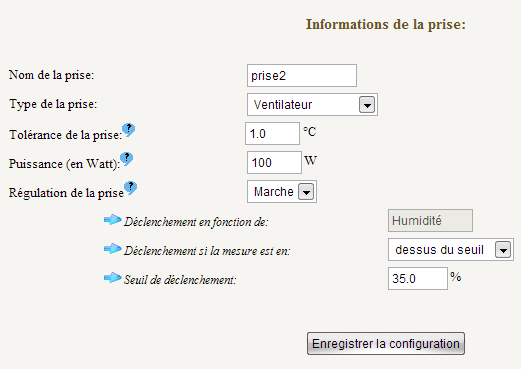 Informations de la prise:
Nom de la prise: prise2
Type de la prise: Ventilateur
Tolérance de la prise:? 1.0 °C
Puissance (en Watt):? 100 W
Régulation de la prise? Marche
Déclenchement en fonction de: Humidité
Déclenchement si la mesure est en: dessus du seuil
Seuil de déclenchement: 35.0 %
Enregistrer la configuration